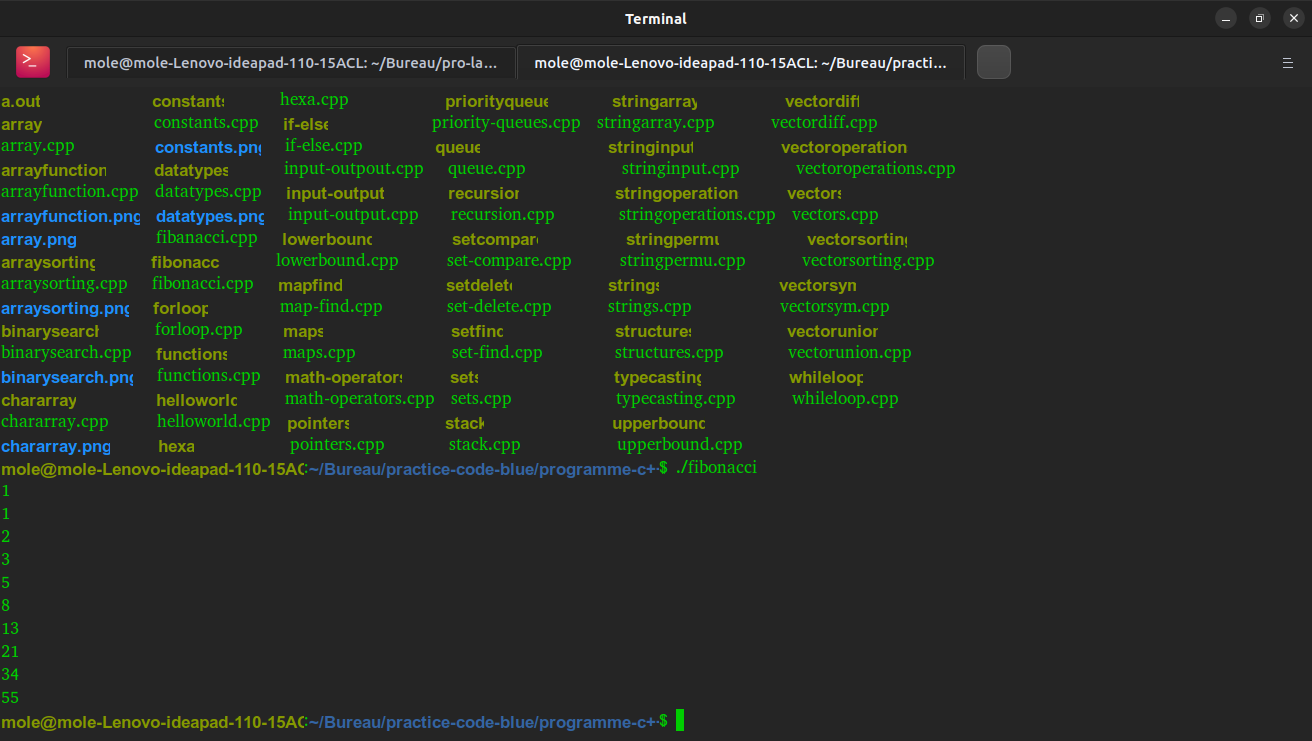 Terminal
mole@mole-Lenovo-ideapad-110-15ACL: ~/Bureau/pro-la... mole@mole-Lenovo-ideapad-110-15ACL: ~/Bureau/practi...
a.out constants hexa.cpp priorityqueue stringarray vectordiff
array constants.cpp if-else priority-queues.cpp stringarray.cpp vectordiff.cpp
array.cpp constants.png if-else.cpp queue stringinput vectoroperation
arrayfunction datatypes input-outpout.cpp queue.cpp stringinput.cpp vectoroperations.cpp
arrayfunction.cpp datatypes.cpp input-output recursion stringoperation vectors
arrayfunction.png datatypes.png input-output.cpp recursion.cpp stringoperations.cpp vectors.cpp
array.png fibanacci.cpp lowerbound setcompare stringpermu vectorsorting
arraysorting fibonacc lowerbound.cpp set-compare.cpp stringpermu.cpp vectorsorting.cpp
arraysorting.cpp fibonacci.cpp mapfind setdelete strings vectorsyn
arraysorting.png forloop map-find.cpp set-delete.cpp strings.cpp vectorsym.cpp
binarysearch forloop.cpp maps setfind structures vectorunion
binarysearch.cpp functions maps.cpp set-find.cpp structures.cpp vectorunion.cpp
binarysearch.png functions.cpp math-operators sets typecasting whileloop
chararray helloworld math-operators.cpp sets.cpp typecasting.cpp whileloop.cpp
chararray.cpp helloworld.cpp pointers stack upperbound
chararray.png hexa pointers.cpp stack.cpp upperbound.cpp
mole@mole-Lenovo-ideapad-110-15AC:~/Bureau/practice-code-blue/programme-c++$ ./fibonacci
1
1
2
3
5
8
13
21
34
55
mole@mole-Lenovo-ideapad-110-15AC:~/Bureau/practice-code-blue/programme-c++$